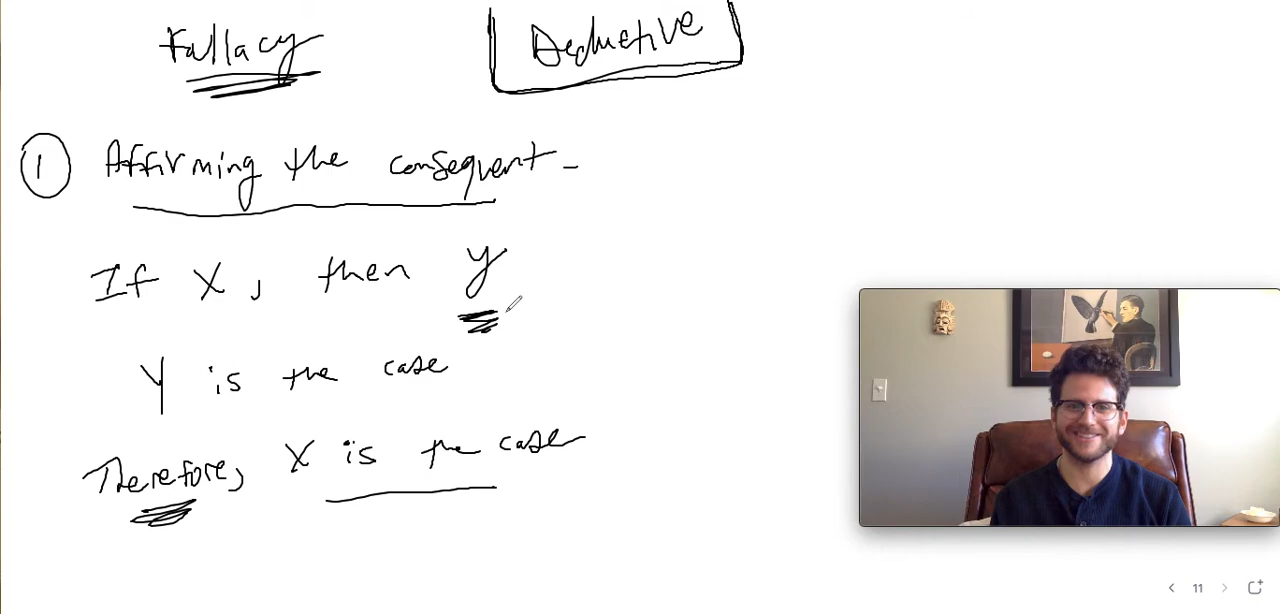 Fallacy Deductive
① Affirming the consequent -
If X, then y
Y is the case
Therefore, X is the case
11